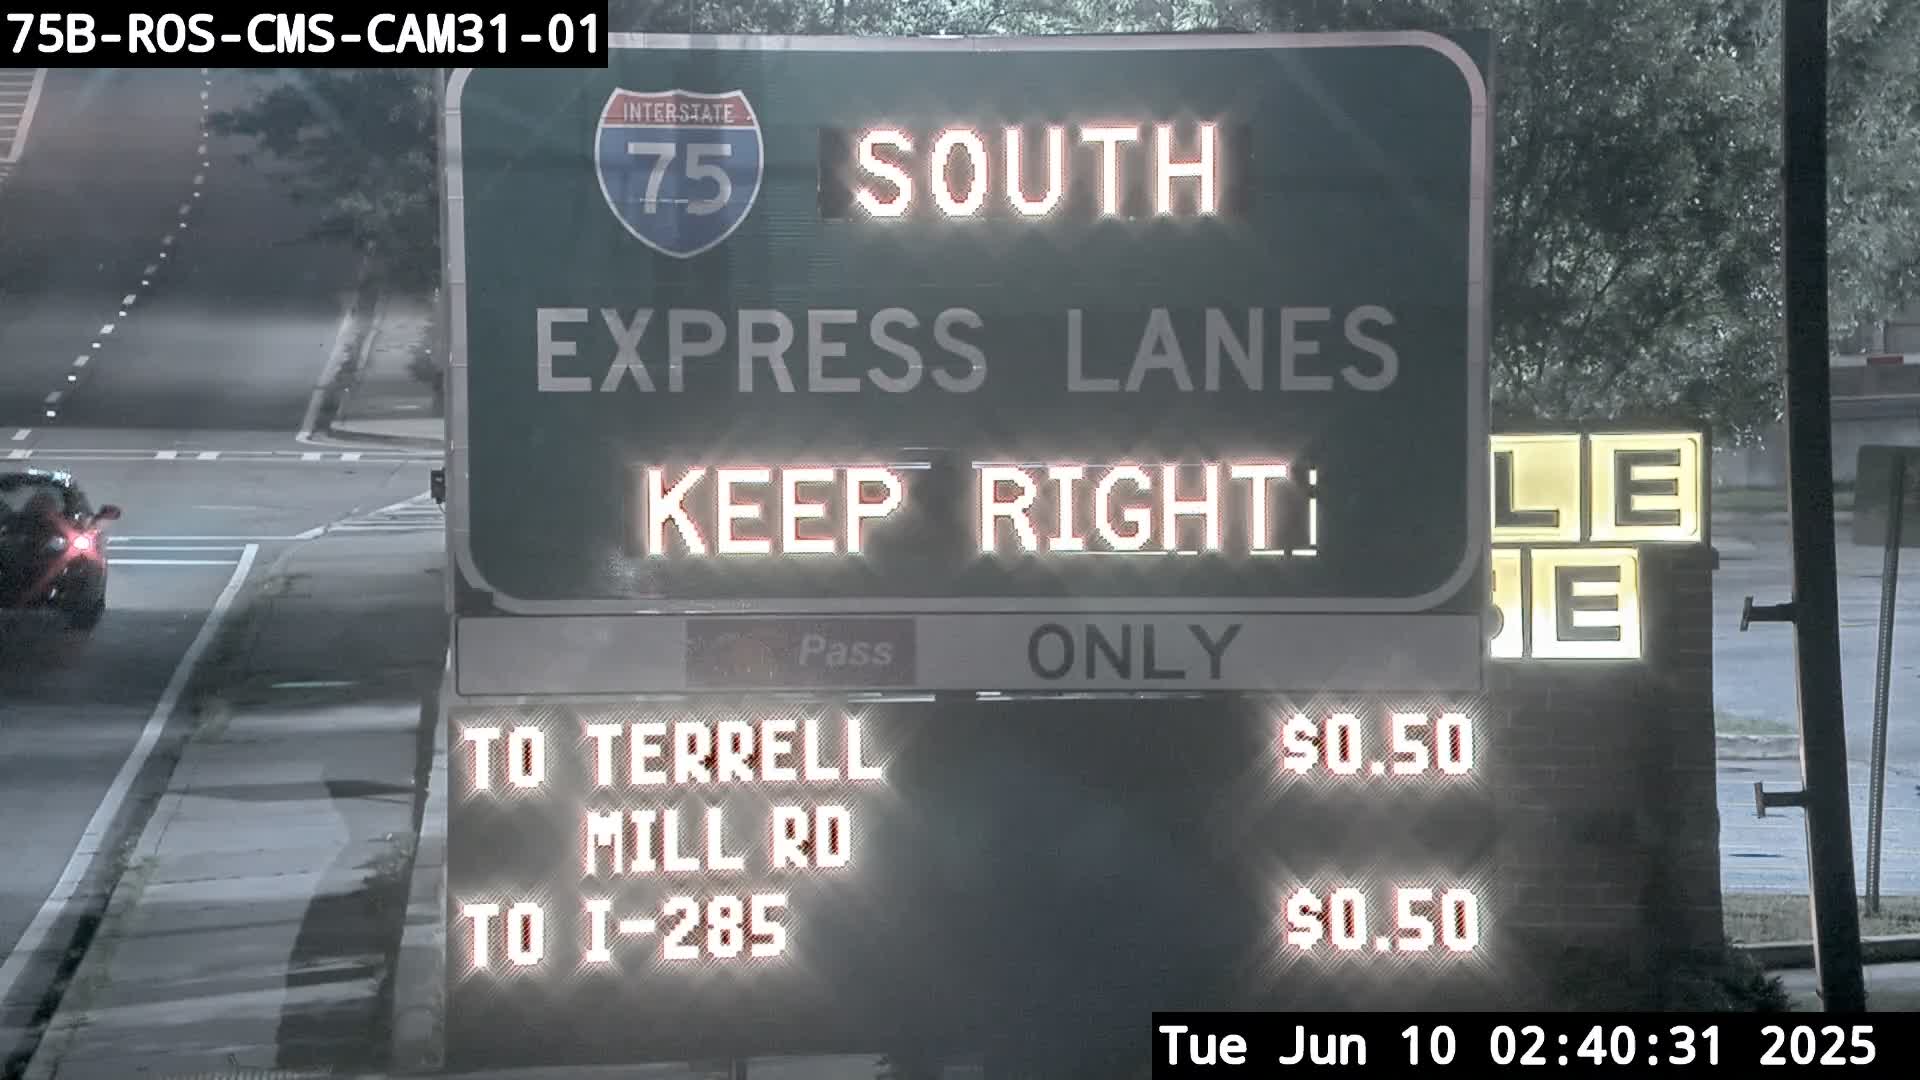 75B-ROS-CMS-CAM31-01
INTERSTATE
75
SOUTH
EXPRESS LANES
KEEP RIGHT
LE
E
Pass ONLY
TO TERRELL $0.50
MILL RD
TO I-285 $0.50
Tue Jun 10 02:40:31 2025